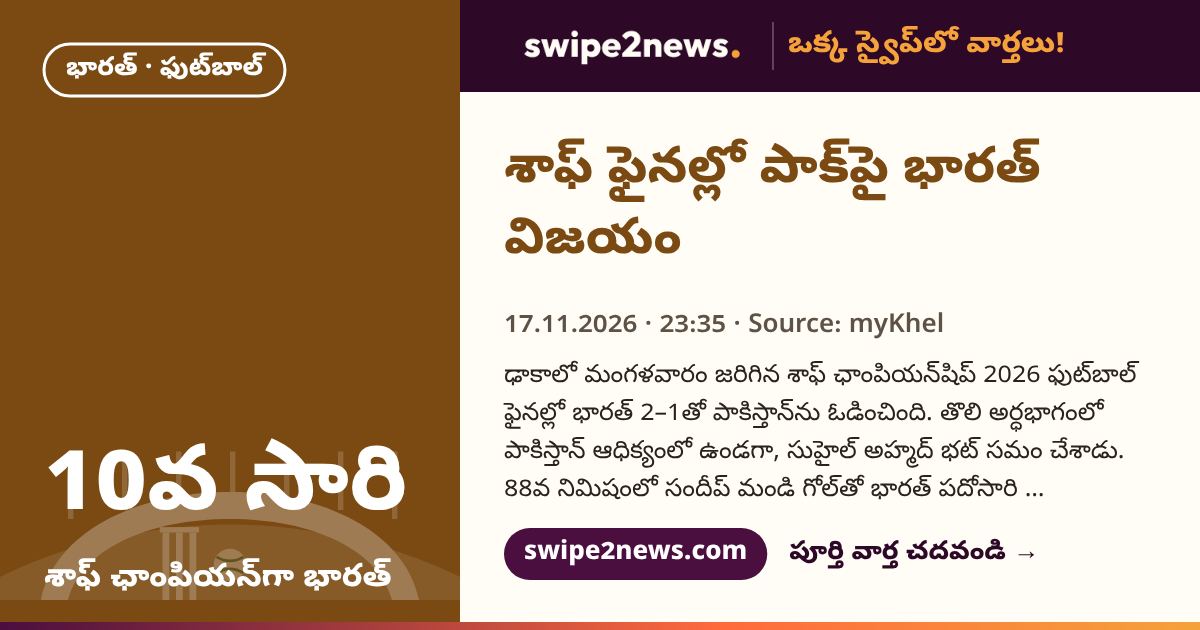 భారత్ · ఫుట్‌బాల్
10వ సారి
శాఫ్ ఛాంపియన్‌గా భారత్
swipe2news.
ఒక్క స్వైప్‌లో వార్తలు!
శాఫ్ ఫైనల్లో పాక్‌పై భారత్
విజయం
17.11.2026 · 23:35 · Source: myKhel
ఢాకాలో మంగళవారం జరిగిన శాఫ్ ఛాంపియన్‌షిప్ 2026 ఫుట్‌బాల్
ఫైనల్లో భారత్ 2–1తో పాకిస్తాన్‌ను ఓడించింది. తొలి అర్ధభాగంలో
పాకిస్తాన్ ఆధిక్యంలో ఉండగా, సుహైల్ అహ్మద్ భట్ సమం చేశాడు.
88వ నిమిషంలో సందీప్ మండి గోల్‌తో భారత్ పదోసారి ...
swipe2news.com
పూర్తి వార్త చదవండి →